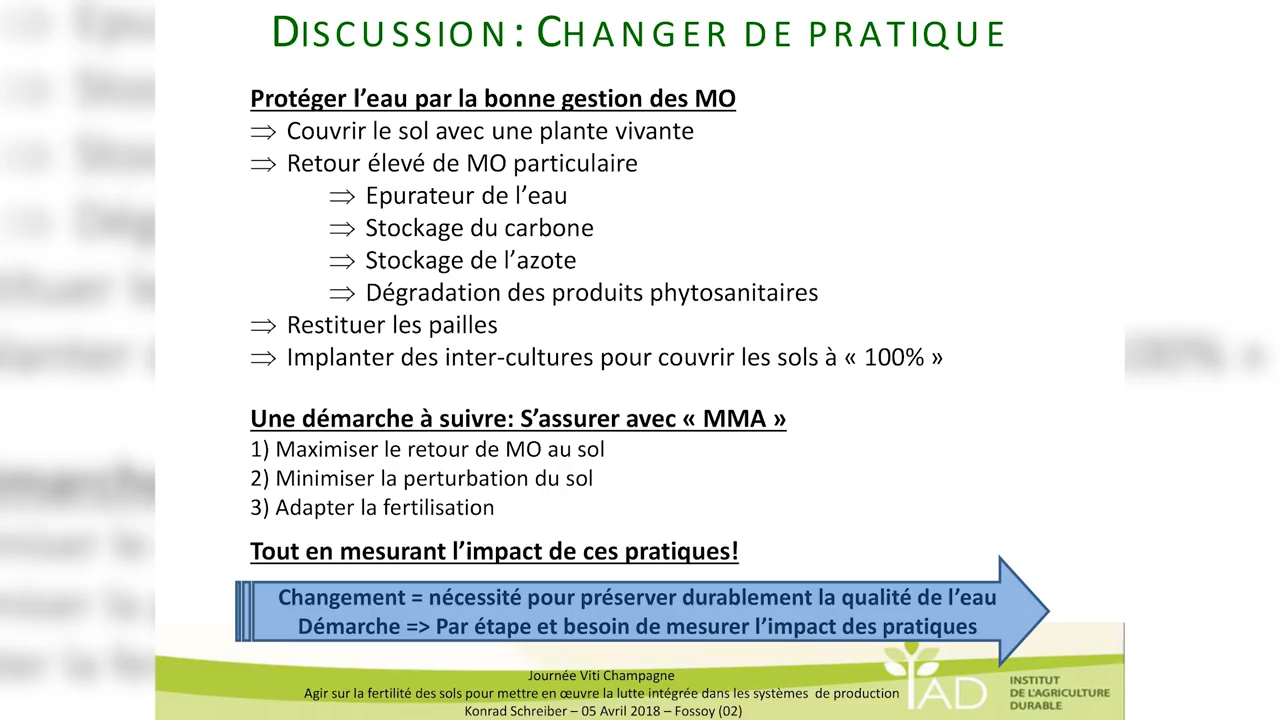 DISCUSSION : CHANGER DE PRATIQUE
Protéger l’eau par la bonne gestion des MO
⇒ Couvrir le sol avec une plante vivante
⇒ Retour élevé de MO particulaire
⇒ Epurateur de l’eau
⇒ Stockage du carbone
⇒ Stockage de l’azote
⇒ Dégradation des produits phytosanitaires
⇒ Restituer les pailles
⇒ Implanter des inter-cultures pour couvrir les sols à « 100% »
Une démarche à suivre: S’assurer avec « MMA »
1) Maximiser le retour de MO au sol
2) Minimiser la perturbation du sol
3) Adapter la fertilisation
Tout en mesurant l’impact de ces pratiques!
Changement = nécessité pour préserver durablement la qualité de l’eau
Démarche => Par étape et besoin de mesurer l’impact des pratiques
Journée Viti Champagne
Agir sur la fertilité des sols pour mettre en œuvre la lutte intégrée dans les systèmes de production
Konrad Schreiber – 05 Avril 2018 – Fossoy (02)
IAD
INSTITUT
DE L'AGRICULTURE
DURABLE